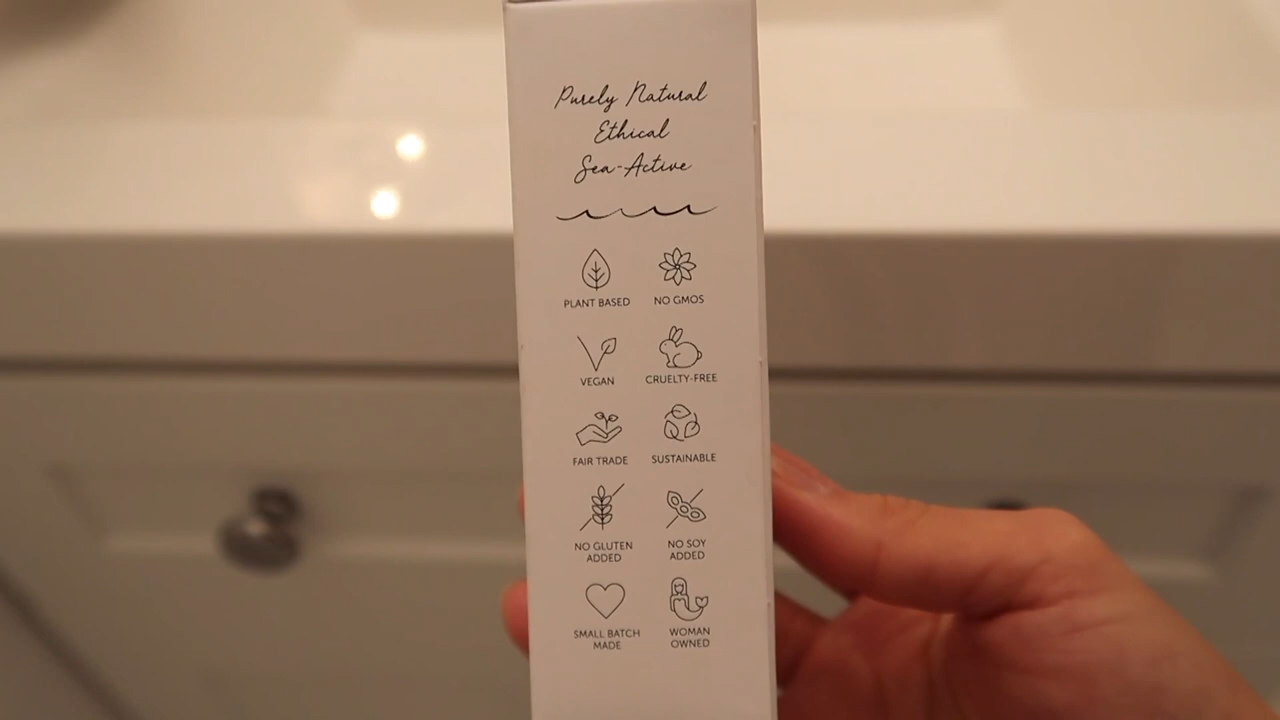 Purely Natural
Ethical
Sea-Active
PLANT BASED
NO GMOS
VEGAN
CRUELTY-FREE
FAIR TRADE
SUSTAINABLE
NO GLUTEN
ADDED
NO SOY
ADDED
SMALL BATCH
MADE
WOMAN
OWNED